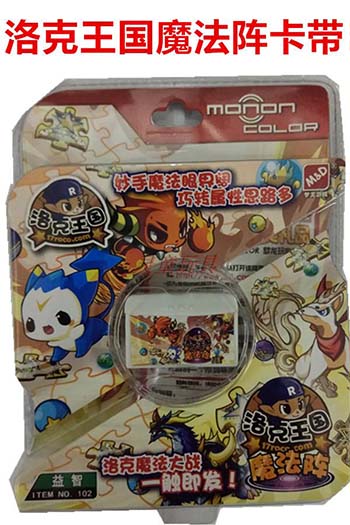 洛克王国魔法阵卡带
monon
COLOR
妙手魔法眼界想
巧转属性思路多
M&D
R
洛克王国
17roco.com
R
洛克王国
17roco.com
魔法阵
益智
ITEM NO. 102
洛克魔法大战
一触即发！